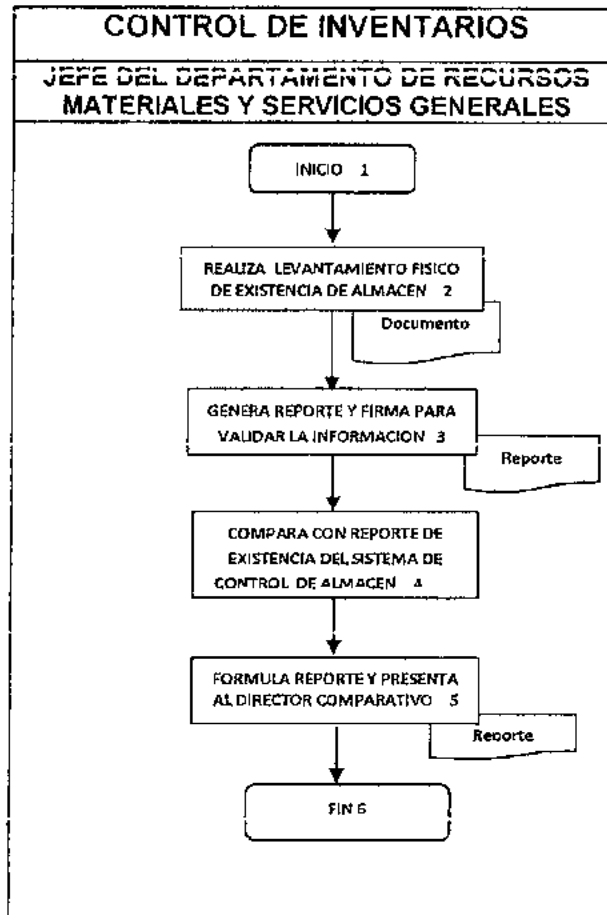 CONTROL DE INVENTARIOS
JEFE DEL DEPARTAMENTO DE RECURSOS
MATERIALES Y SERVICIOS GENERALES
INICIO 1
REALIZA LEVANTAMIENTO FISICO
DE EXISTENCIA DE ALMACEN 2
Documento
GENERA REPORTE Y FIRMA PARA
VALIDAR LA INFORMACION 3
Reporte
COMPARA CON REPORTE DE
EXISTENCIA DEL SISTEMA DE
CONTROL DE ALMACEN 4
FORMULA REPORTE Y PRESENTA
AL DIRECTOR COMPARATIVO 5
Reporte
FIN 6